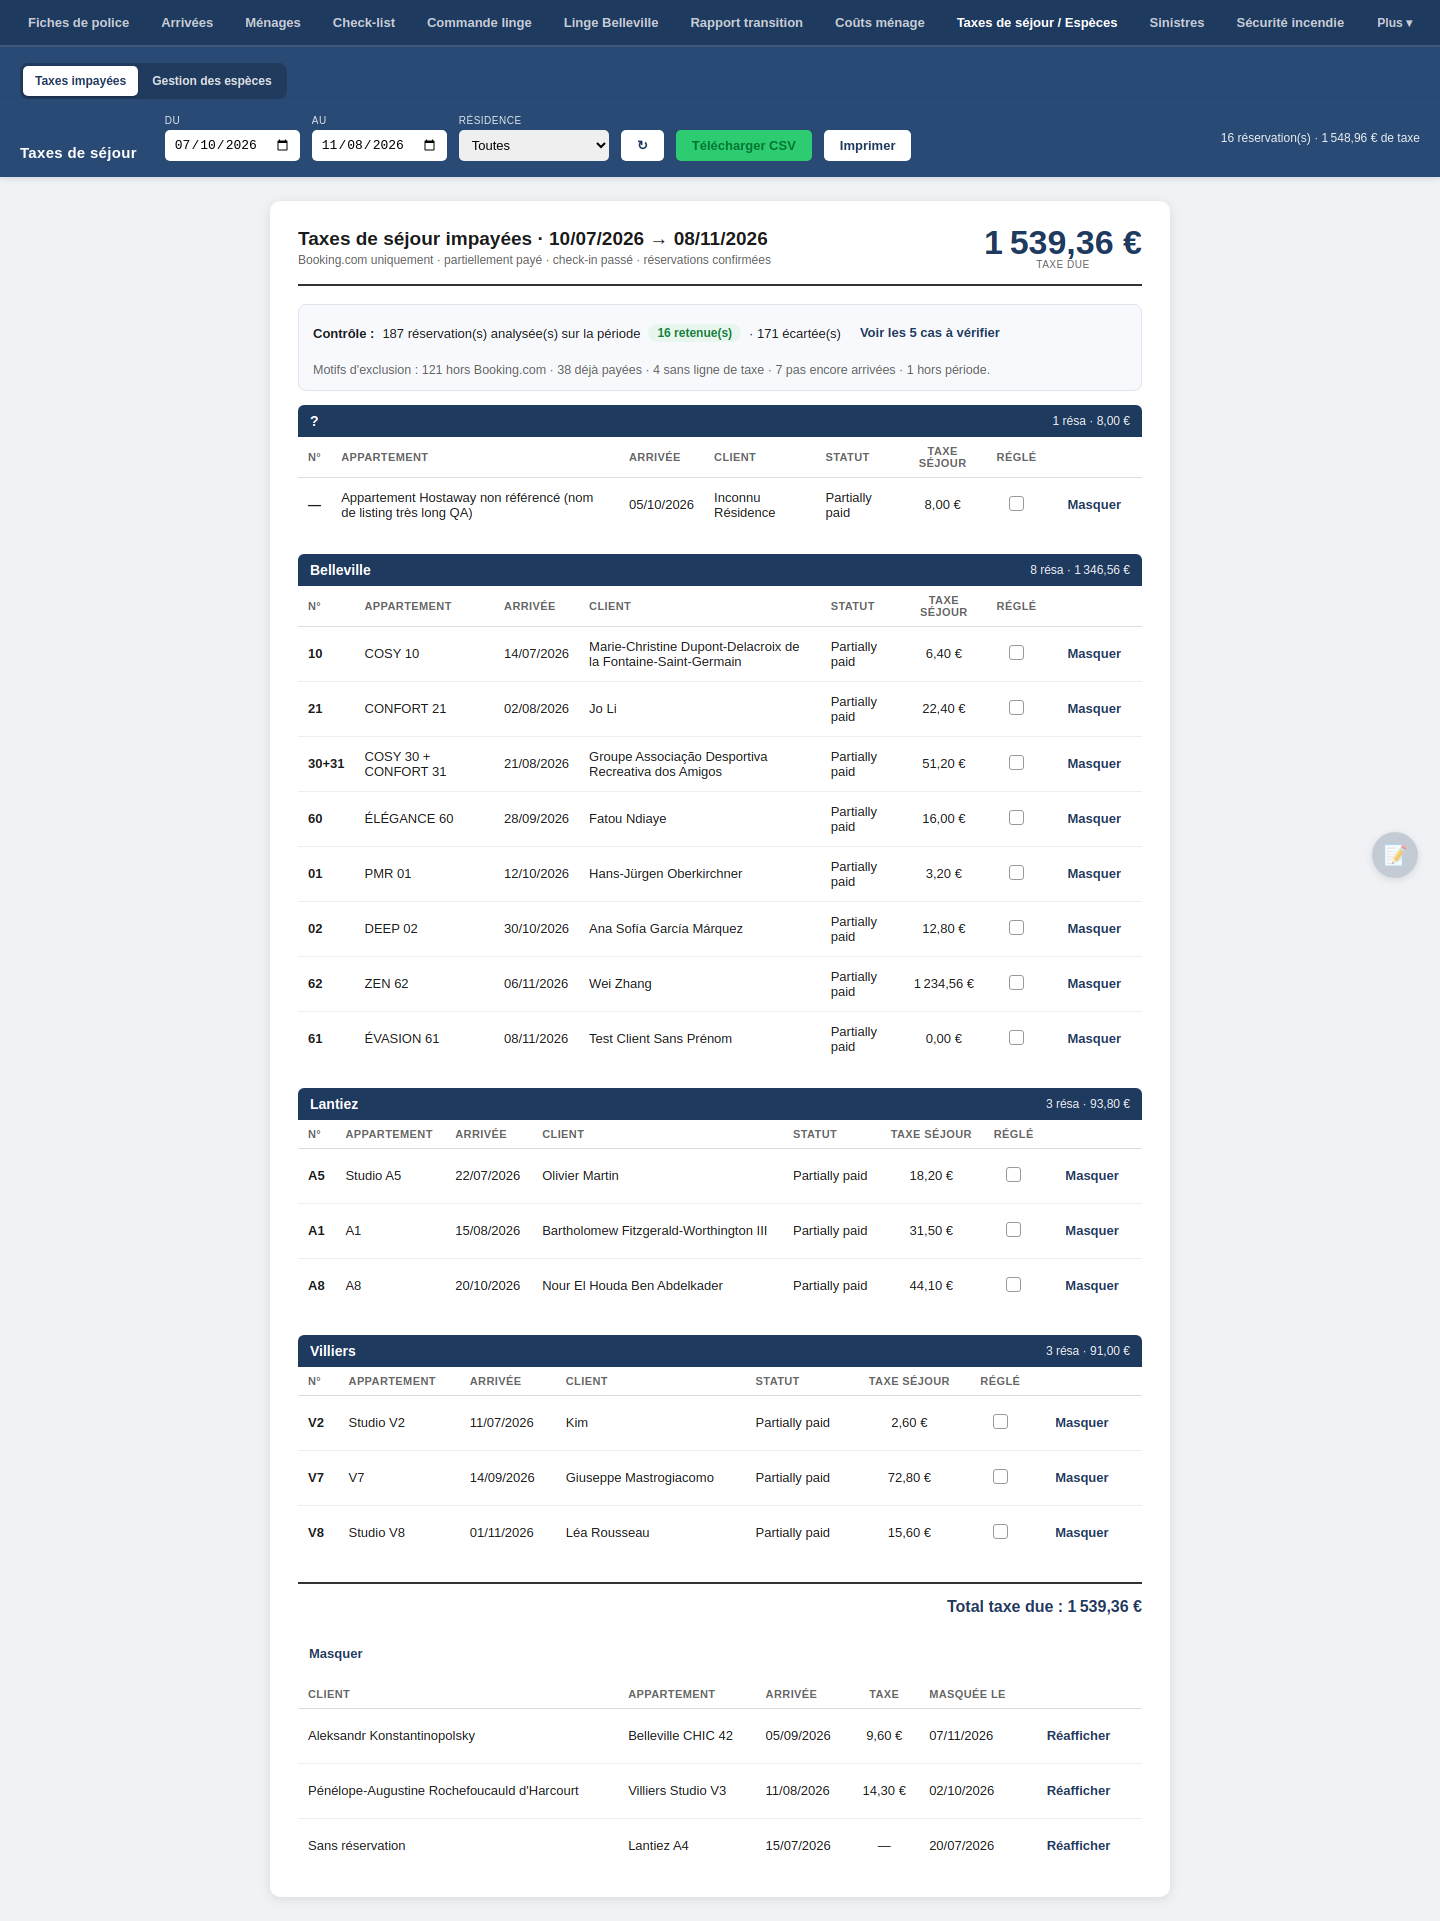 Fiches de police Arrivées Ménages Check-list Commande linge Linge Belleville Rapport transition Coûts ménage Taxes de séjour / Espèces Sinistres Sécurité incendie Plus ▾
Taxes impayées Gestion des espèces
DU AU RÉSIDENCE
Taxes de séjour 07/10/2026 11/08/2026 Toutes ↻ Télécharger CSV Imprimer 16 réservation(s) · 1 548,96 € de taxe
Taxes de séjour impayées · 10/07/2026 → 08/11/2026 1 539,36 €
Booking.com uniquement · partiellement payé · check-in passé · réservations confirmées TAXE DUE
Contrôle : 187 réservation(s) analysée(s) sur la période 16 retenue(s) · 171 écartée(s) Voir les 5 cas à vérifier
Motifs d'exclusion : 121 hors Booking.com · 38 déjà payées · 4 sans ligne de taxe · 7 pas encore arrivées · 1 hors période.
? 1 résa · 8,00 €
N° APPARTEMENT ARRIVÉE CLIENT STATUT TAXE SÉJOUR RÉGLÉ
— Appartement Hostaway non référencé (nom de listing très long QA) 05/10/2026 Inconnu Résidence Partially paid 8,00 € Masquer
Belleville 8 résa · 1 346,56 €
N° APPARTEMENT ARRIVÉE CLIENT STATUT TAXE SÉJOUR RÉGLÉ
10 COSY 10 14/07/2026 Marie-Christine Dupont-Delacroix de la Fontaine-Saint-Germain Partially paid 6,40 € Masquer
21 CONFORT 21 02/08/2026 Jo Li Partially paid 22,40 € Masquer
30+31 COSY 30 + CONFORT 31 21/08/2026 Groupe Associação Desportiva Recreativa dos Amigos Partially paid 51,20 € Masquer
60 ÉLÉGANCE 60 28/09/2026 Fatou Ndiaye Partially paid 16,00 € Masquer
01 PMR 01 12/10/2026 Hans-Jürgen Oberkirchner Partially paid 3,20 € Masquer
02 DEEP 02 30/10/2026 Ana Sofía García Márquez Partially paid 12,80 € Masquer
62 ZEN 62 06/11/2026 Wei Zhang Partially paid 1 234,56 € Masquer
61 ÉVASION 61 08/11/2026 Test Client Sans Prénom Partially paid 0,00 € Masquer
Lantiez 3 résa · 93,80 €
N° APPARTEMENT ARRIVÉE CLIENT STATUT TAXE SÉJOUR RÉGLÉ
A5 Studio A5 22/07/2026 Olivier Martin Partially paid 18,20 € Masquer
A1 A1 15/08/2026 Bartholomew Fitzgerald-Worthington III Partially paid 31,50 € Masquer
A8 A8 20/10/2026 Nour El Houda Ben Abdelkader Partially paid 44,10 € Masquer
Villiers 3 résa · 91,00 €
N° APPARTEMENT ARRIVÉE CLIENT STATUT TAXE SÉJOUR RÉGLÉ
V2 Studio V2 11/07/2026 Kim Partially paid 2,60 € Masquer
V7 V7 14/09/2026 Giuseppe Mastrogiacomo Partially paid 72,80 € Masquer
V8 Studio V8 01/11/2026 Léa Rousseau Partially paid 15,60 € Masquer
Total taxe due : 1 539,36 €
Masquer
CLIENT APPARTEMENT ARRIVÉE TAXE MASQUÉE LE
Aleksandr Konstantinopolsky Belleville CHIC 42 05/09/2026 9,60 € 07/11/2026 Réafficher
Pénélope-Augustine Rochefoucauld d'Harcourt Villiers Studio V3 11/08/2026 14,30 € 02/10/2026 Réafficher
Sans réservation Lantiez A4 15/07/2026 — 20/07/2026 Réafficher